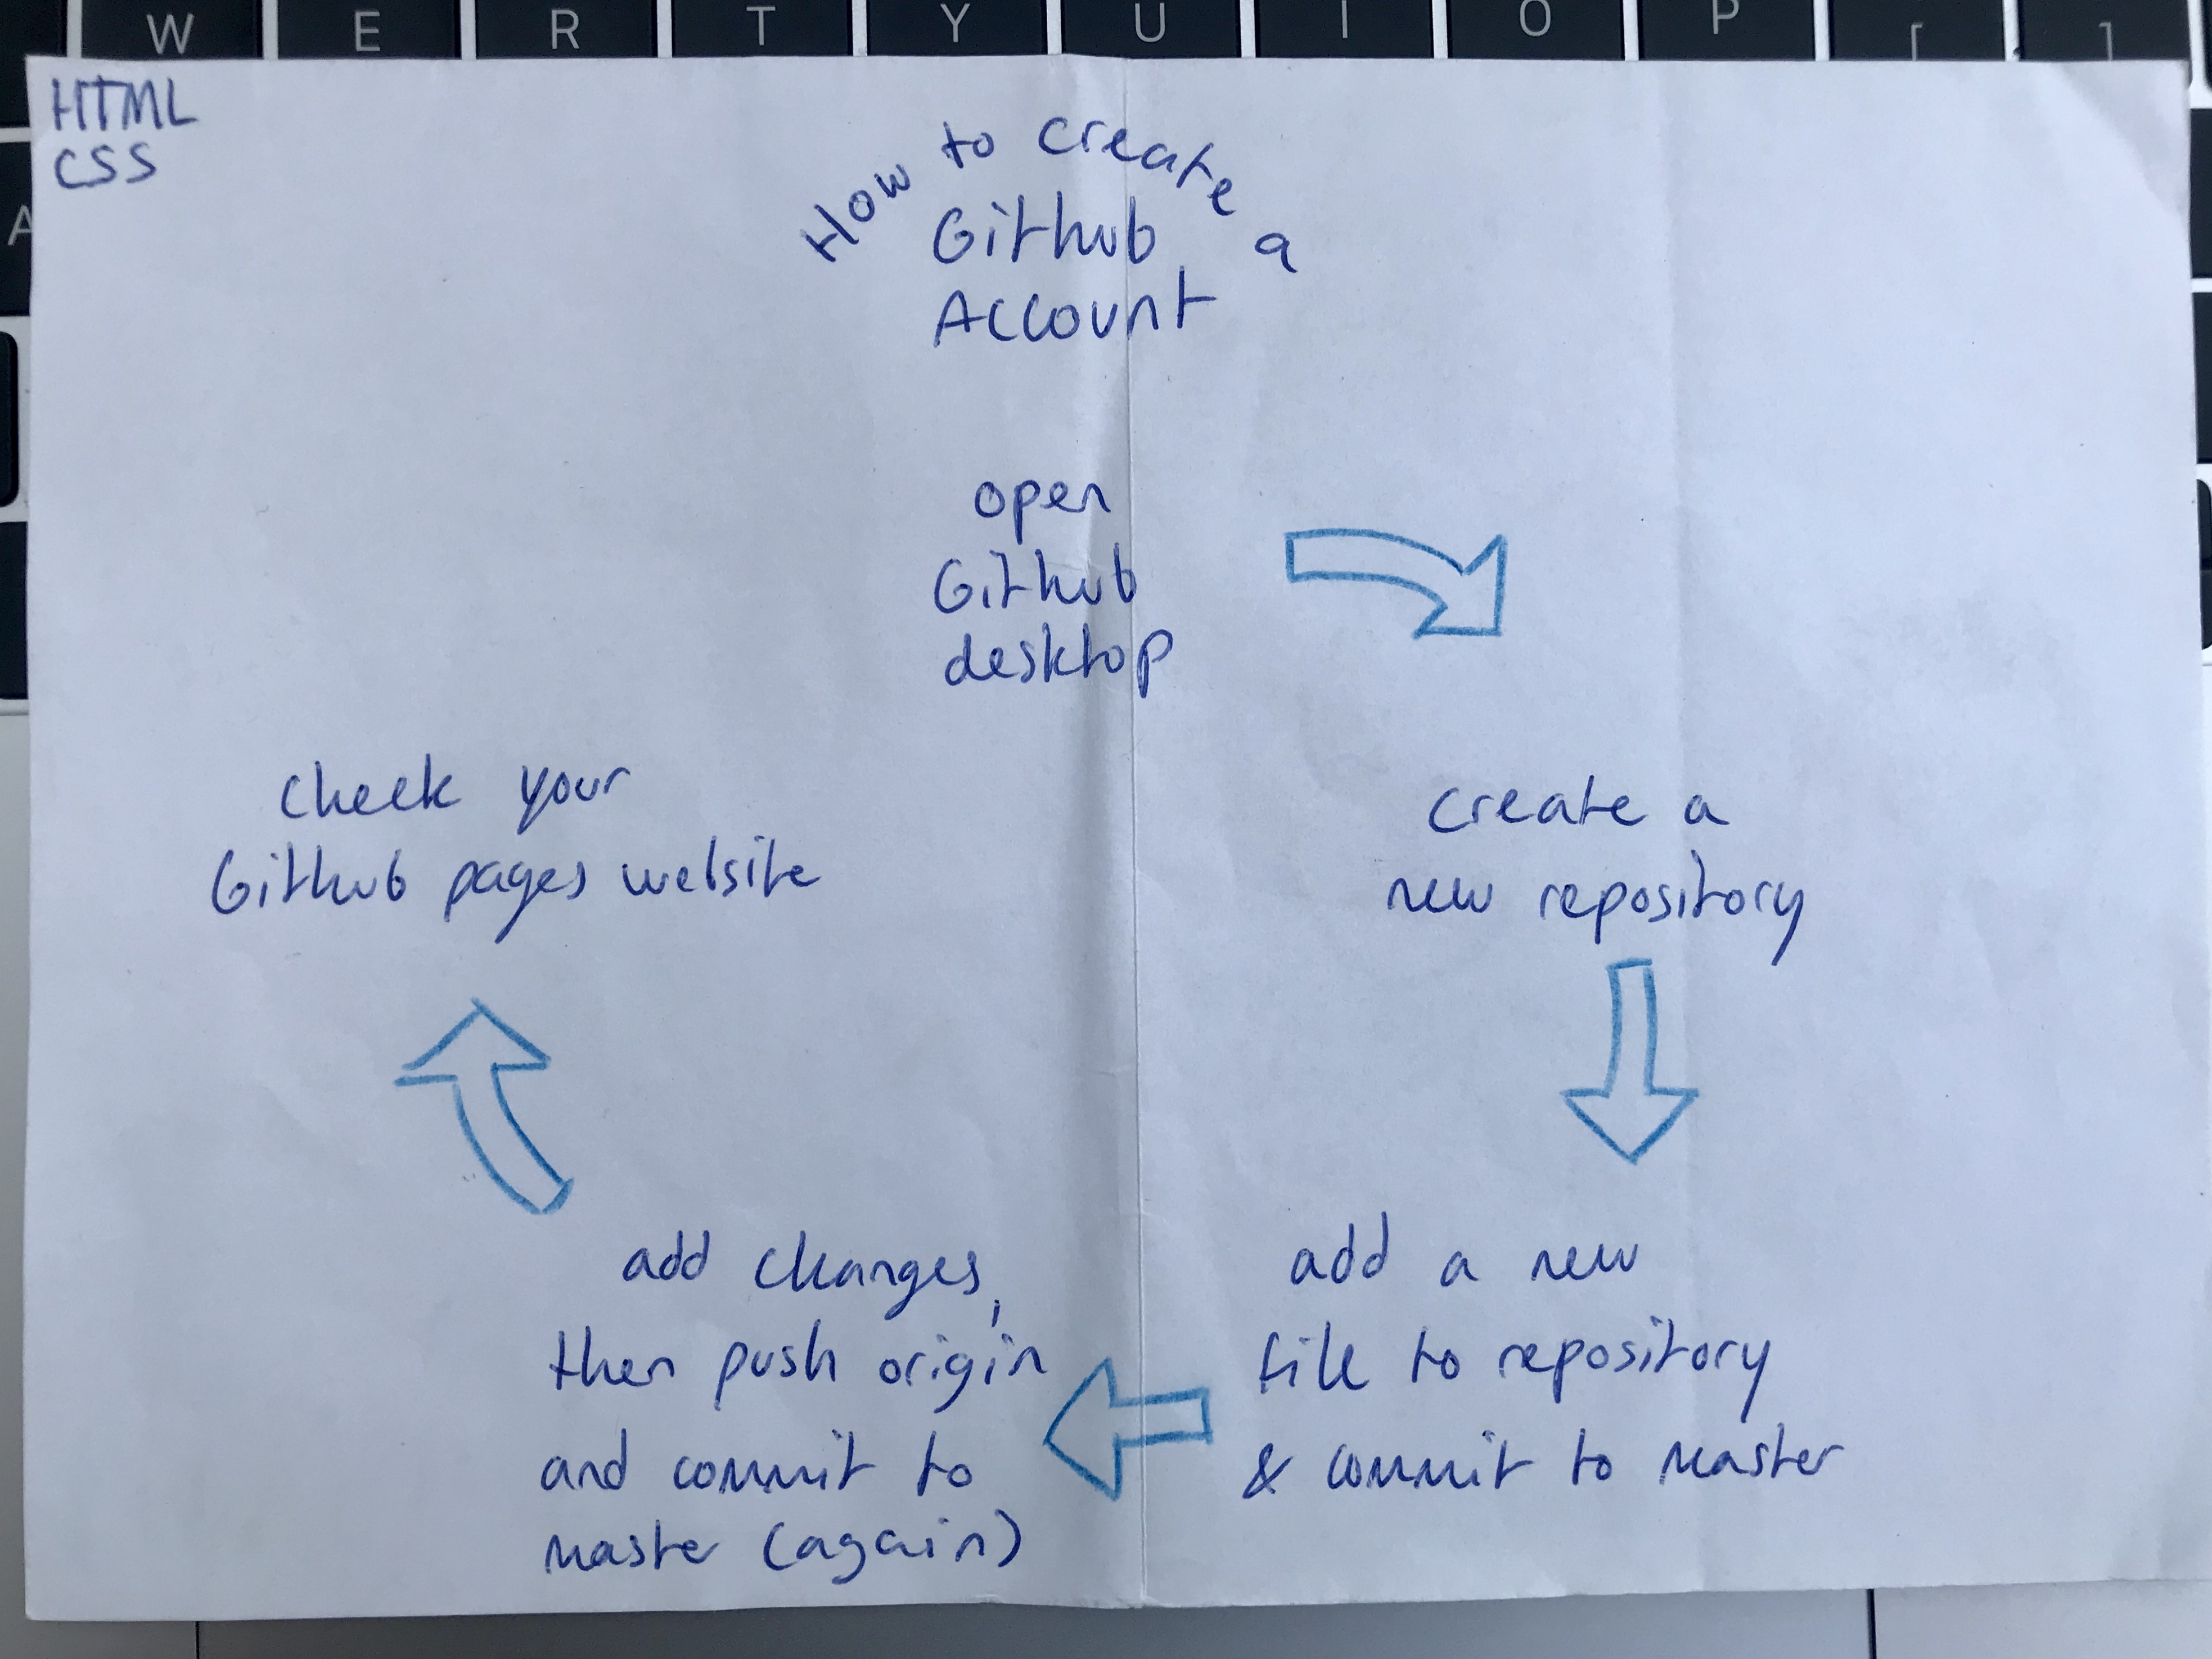 W E R T Y U I O P [ ]
A
HTML
CSS
How to create a
Github
Account
open
Github
desktop
create a
new repository
add a new
file to repository
& commit to master
add changes,
then push origin
and commit to
master (again)
check your
Github pages website